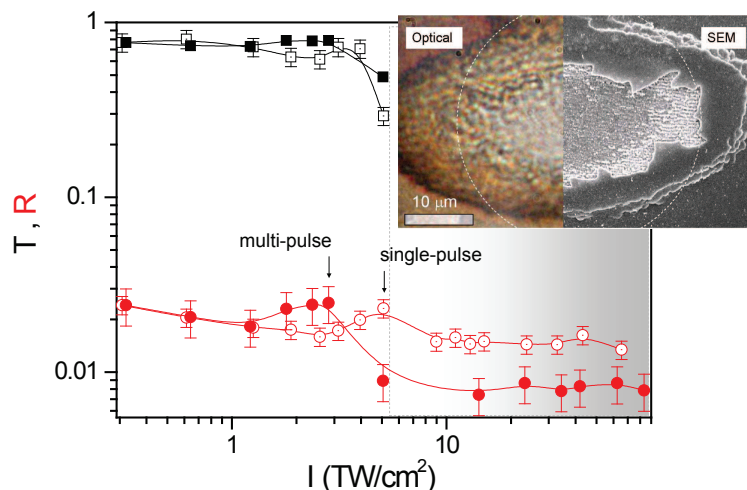 Optical
SEM
10 μm
1
0.1
0.01
T , R
multi-pulse
single-pulse
1
10
I (TW/cm²)